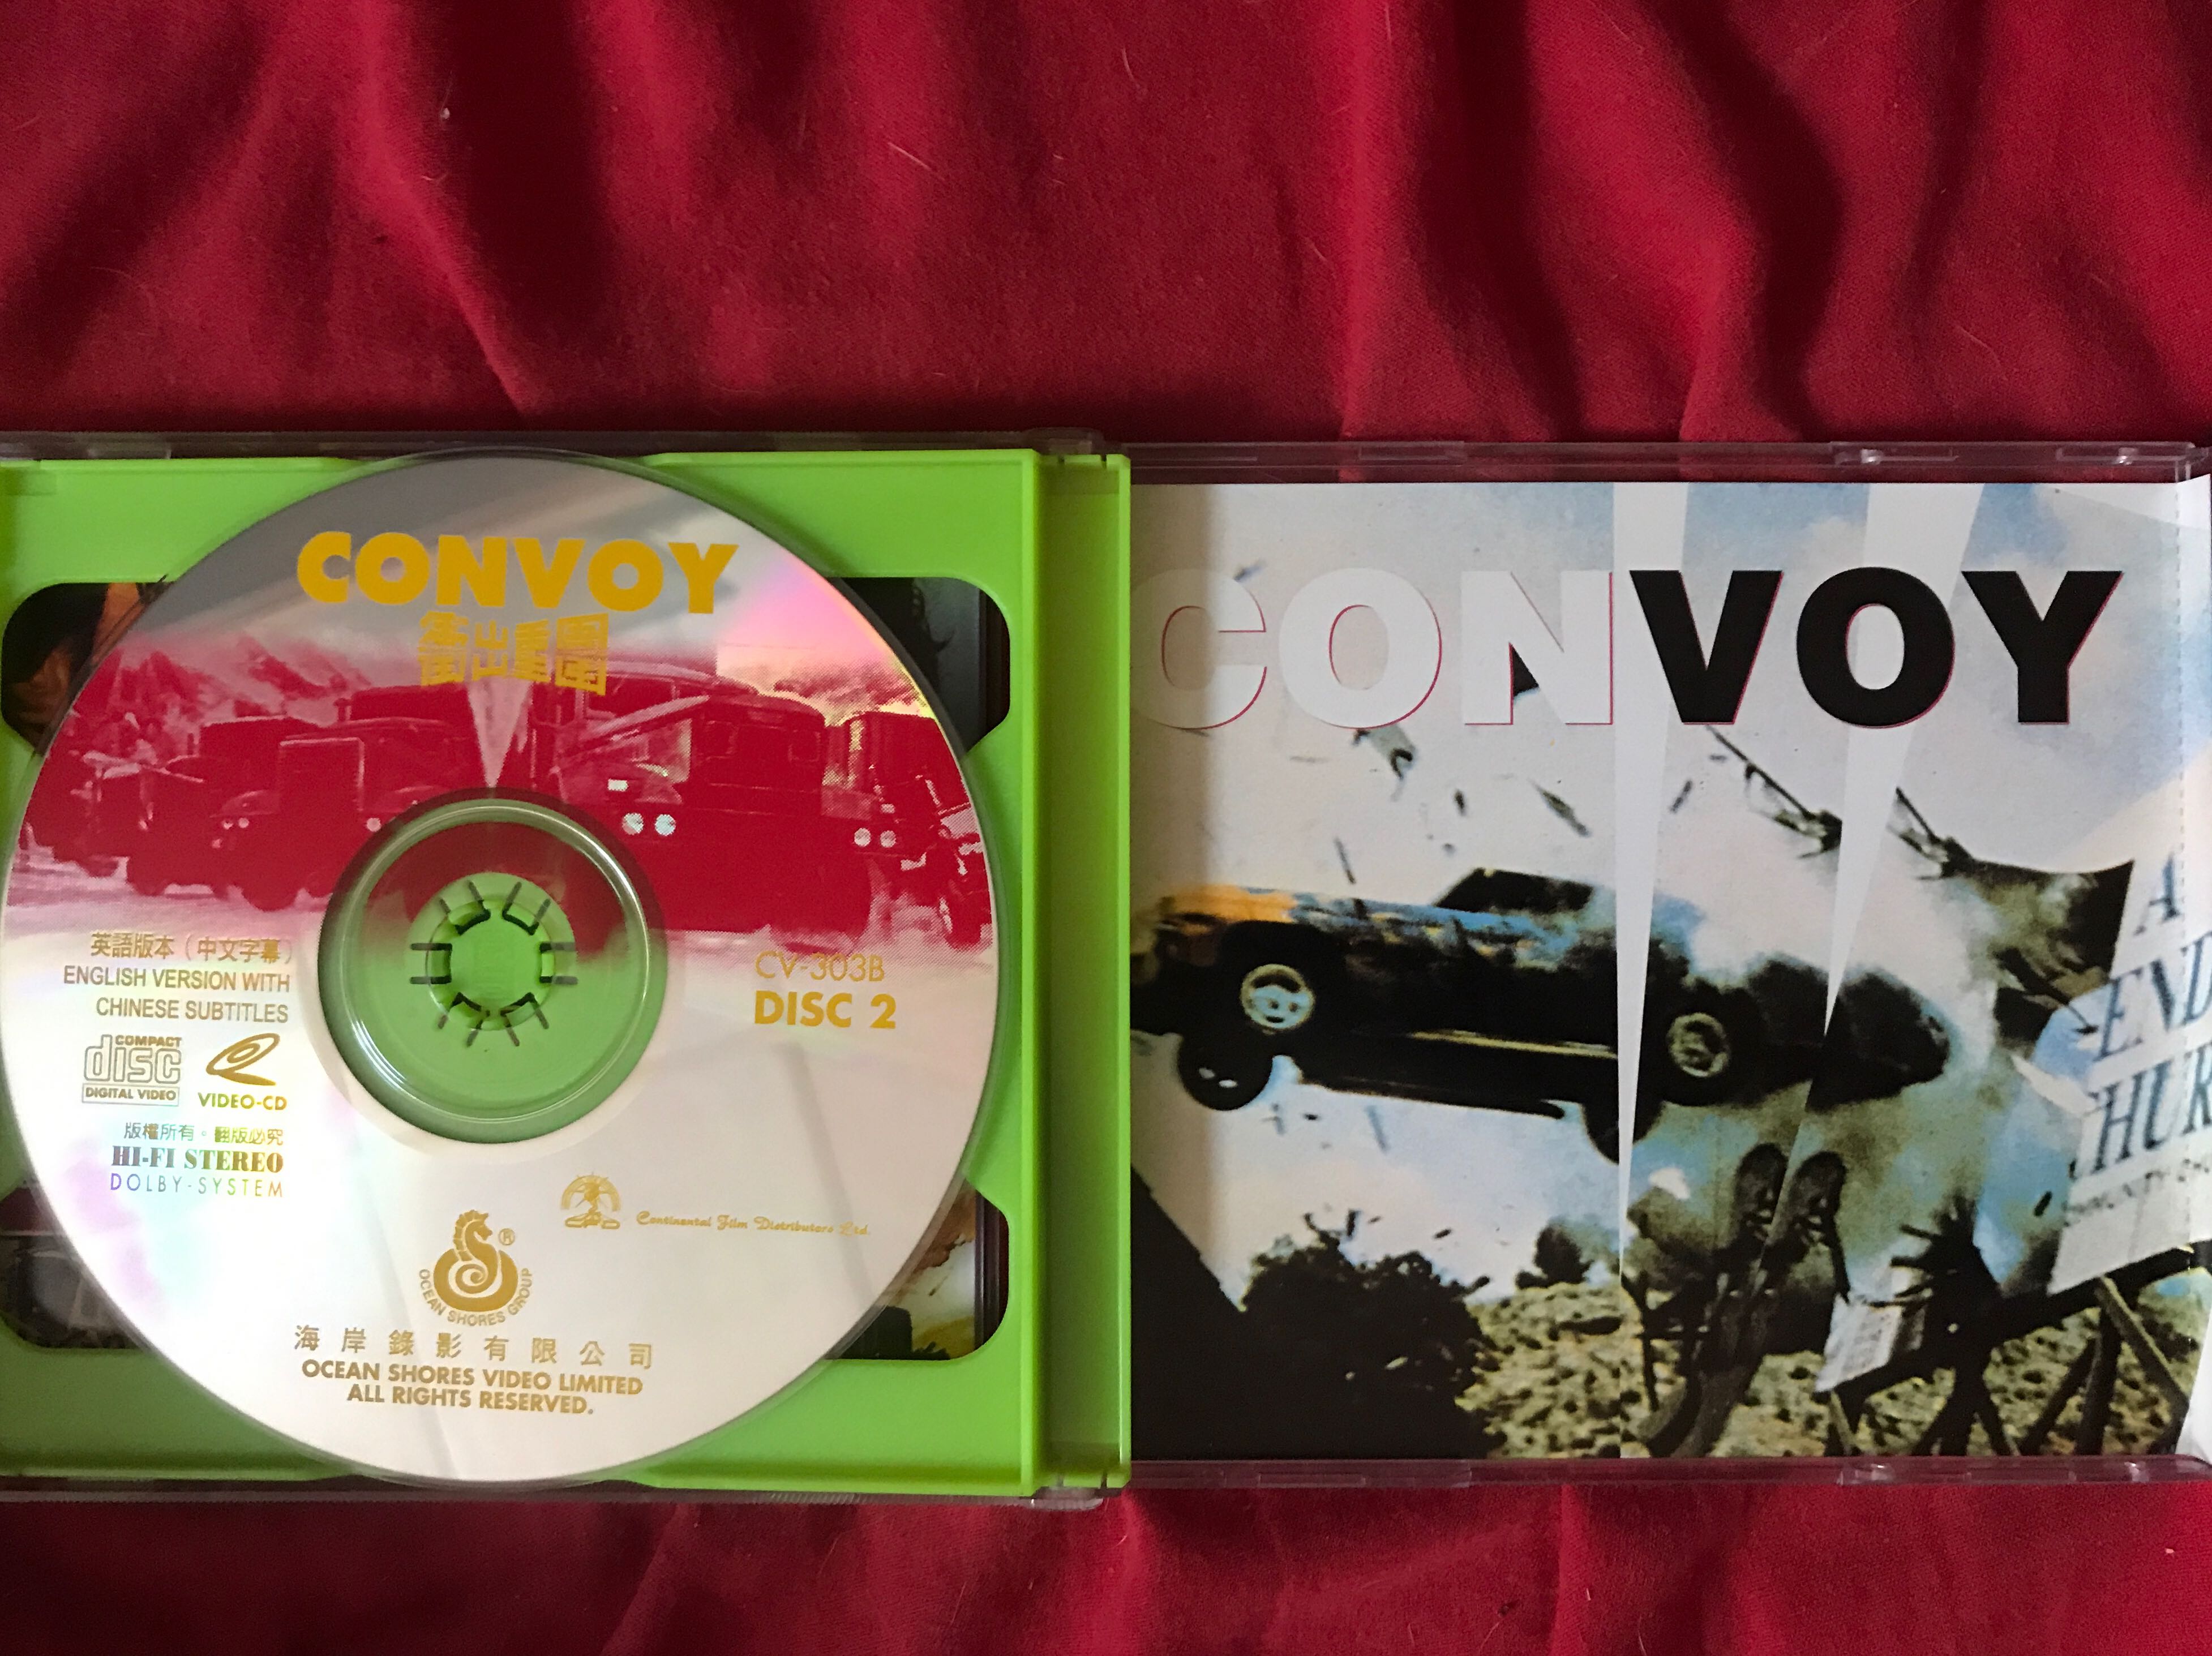 CONVOY
衝出重圍
英語版本(中文字幕)
ENGLISH VERSION WITH
CHINESE SUBTITLES
COMPACT
disc
DIGITAL VIDEO
VIDEO-CD
版權所有。翻版必究
HI-FI STEREO
DOLBY-SYSTEM
CV-303B
DISC 2
Continental Film Distributors Ltd.
®
OCEAN SHORES GROUP
海岸錄影有限公司
OCEAN SHORES VIDEO LIMITED
ALL RIGHTS RESERVED.
CONVOY